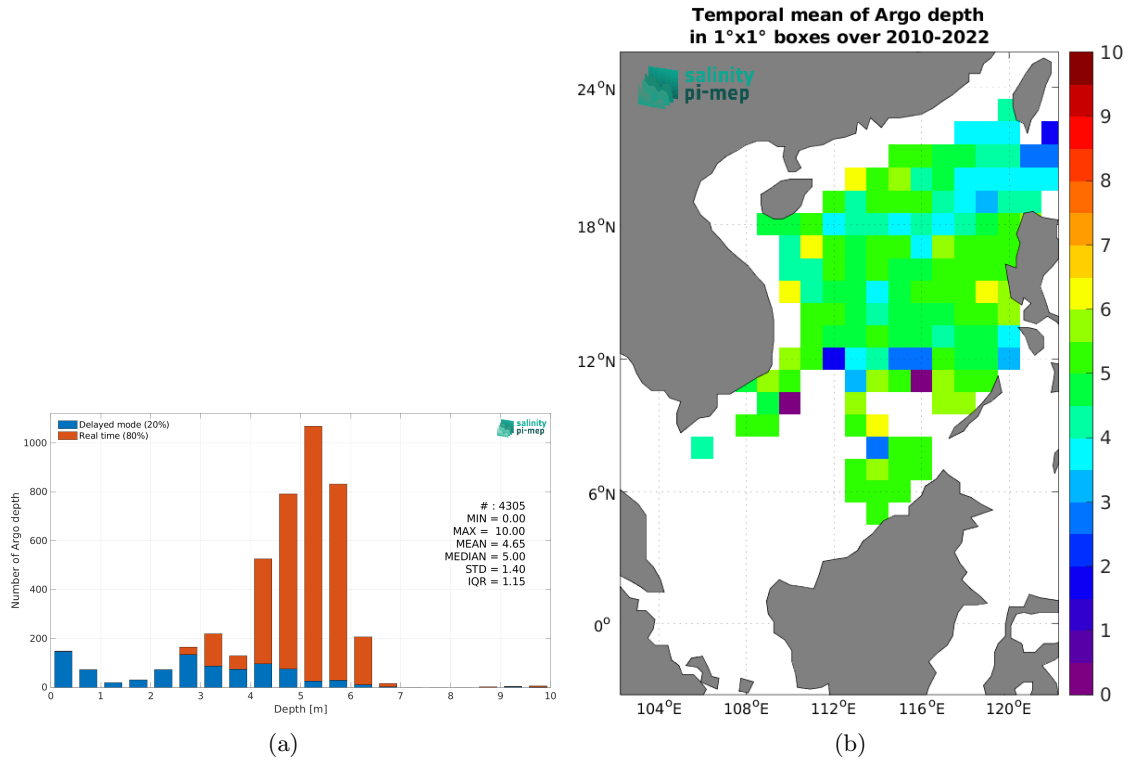 Delayed mode (20%)
Real time (80%)
salinity
pi-mep
# : 4305
MIN = 0.00
MAX = 10.00
MEAN = 4.65
MEDIAN = 5.00
STD = 1.40
IQR = 1.15
Number of Argo depth
1000
800
600
400
200
0
0 1 2 3 4 5 6 7 8 9 10
Depth [m]
(a)
Temporal mean of Argo depth
in 1°x1° boxes over 2010-2022
salinity
pi-mep
24°N
18°N
12°N
6°N
0°
104°E 108°E 112°E 116°E 120°E
10
9
8
7
6
5
4
3
2
1
0
(b)